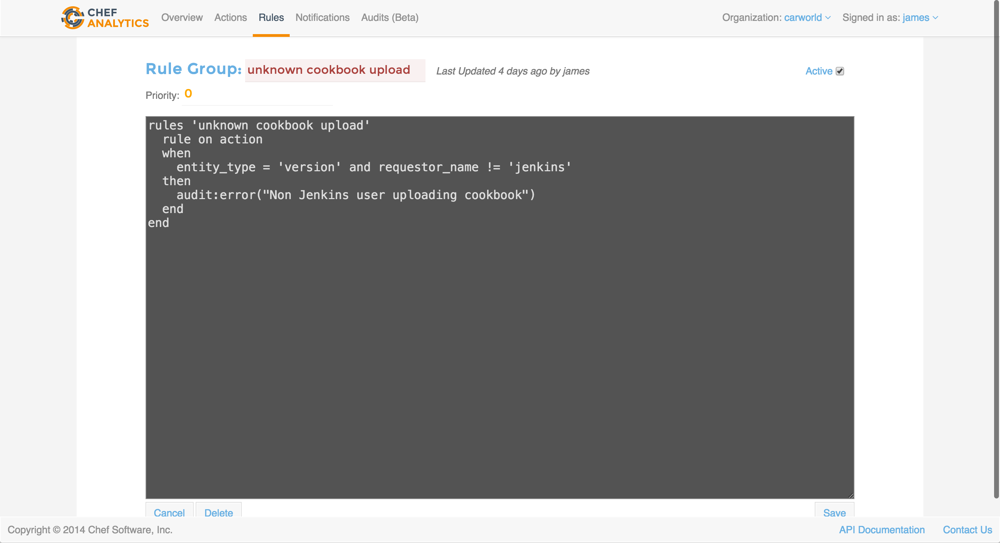 CHEF
ANALYTICS
Overview Actions Rules Notifications Audits (Beta) Organization: carworld Signed in as: james
Rule Group: unknown cookbook upload Last Updated 4 days ago by james Active
Priority: 0
rules 'unknown cookbook upload'
  rule on action
  when
    entity_type = 'version' and requestor_name != 'jenkins'
  then
    audit:error("Non Jenkins user uploading cookbook")
  end
end
Cancel Delete Save
Copyright © 2014 Chef Software, Inc. API Documentation Contact Us